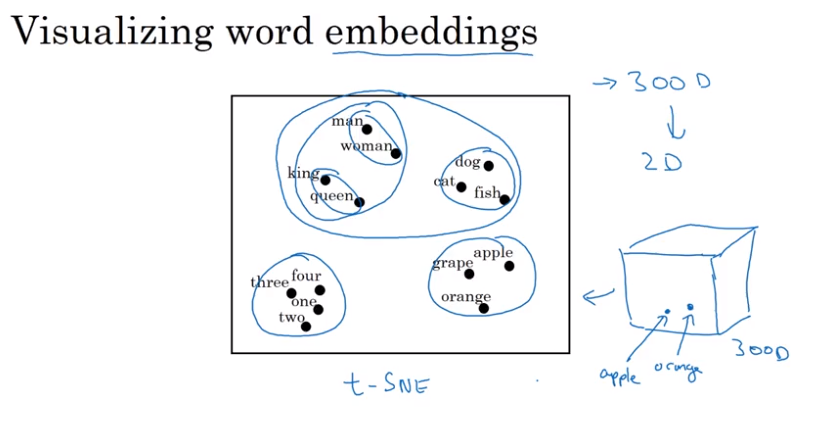 Visualizing word embeddings
→ 300 D
↓
2D
man
woman
king
queen
dog
cat
fish
grape
apple
orange
three
four
one
two
t-SNE
apple
orange
300D